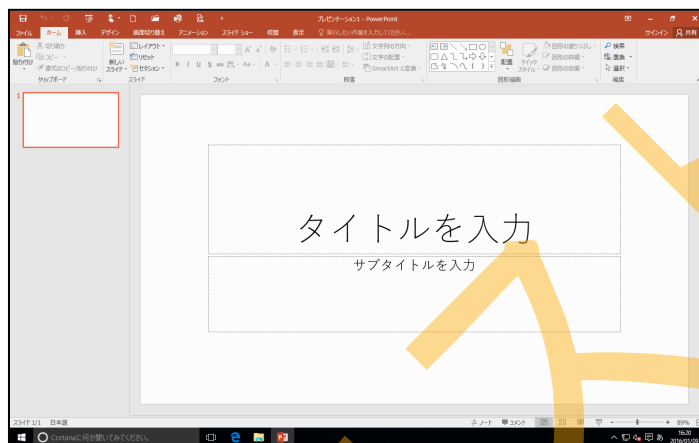 プレゼンテーション1 - PowerPoint
ファイル ホーム 挿入 デザイン 画面切り替え アニメーション スライド ショー 校閲 表示 実行したい作業を入力してください... サインイン 共有
切り取り レイアウト 文字列の方向 図形の塗りつぶし 検索
コピー リセット 文字の配置 図形の枠線 置換
貼り付け 書式のコピー/貼り付け 新しいスライド セクション SmartArt に変換 配置 クイックスタイル 図形の効果 選択
クリップボード スライド フォント 段落 図形描画 編集
1
タイトルを入力
サブタイトルを入力
スライド 1/1 日本語 ノート コメント 89%
Cortanaに何か聞いてみてください。 あ 16:20